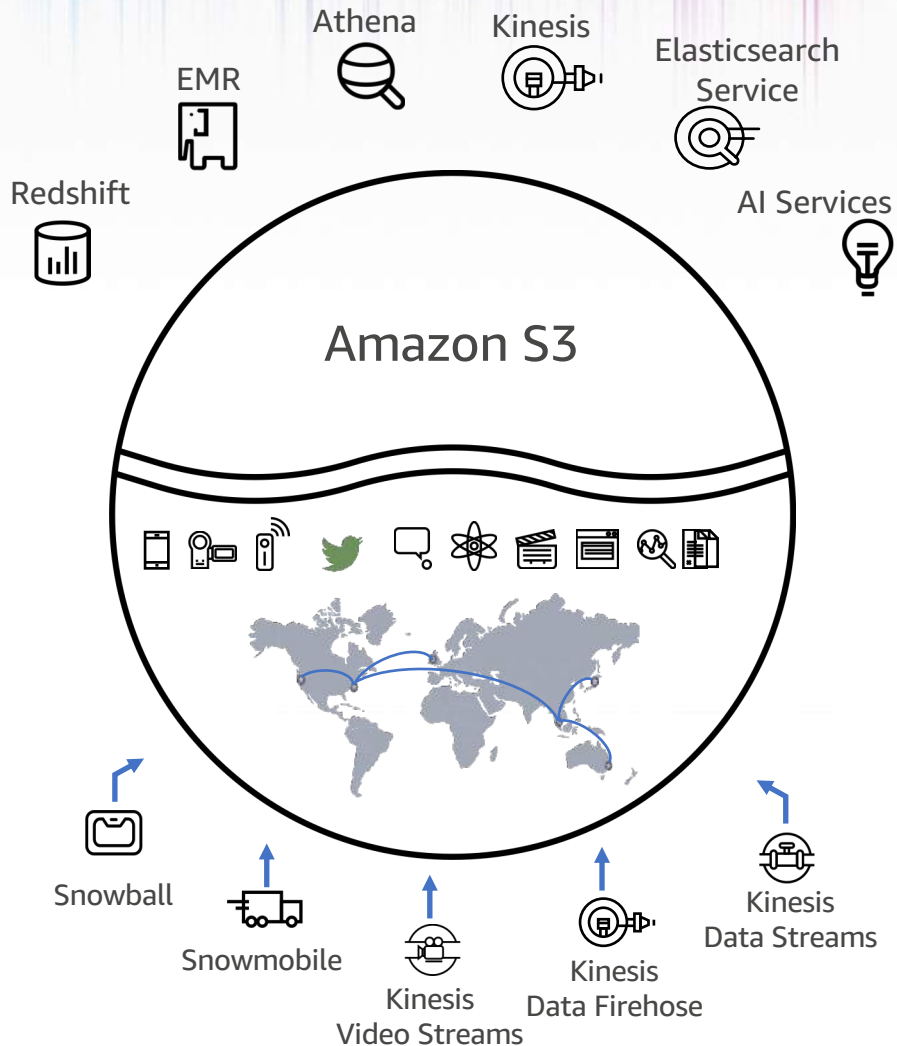 Athena
Kinesis
Elasticsearch
Service
EMR
Redshift
AI Services
Amazon S3
Snowball
Snowmobile
Kinesis
Video Streams
Kinesis
Data Firehose
Kinesis
Data Streams